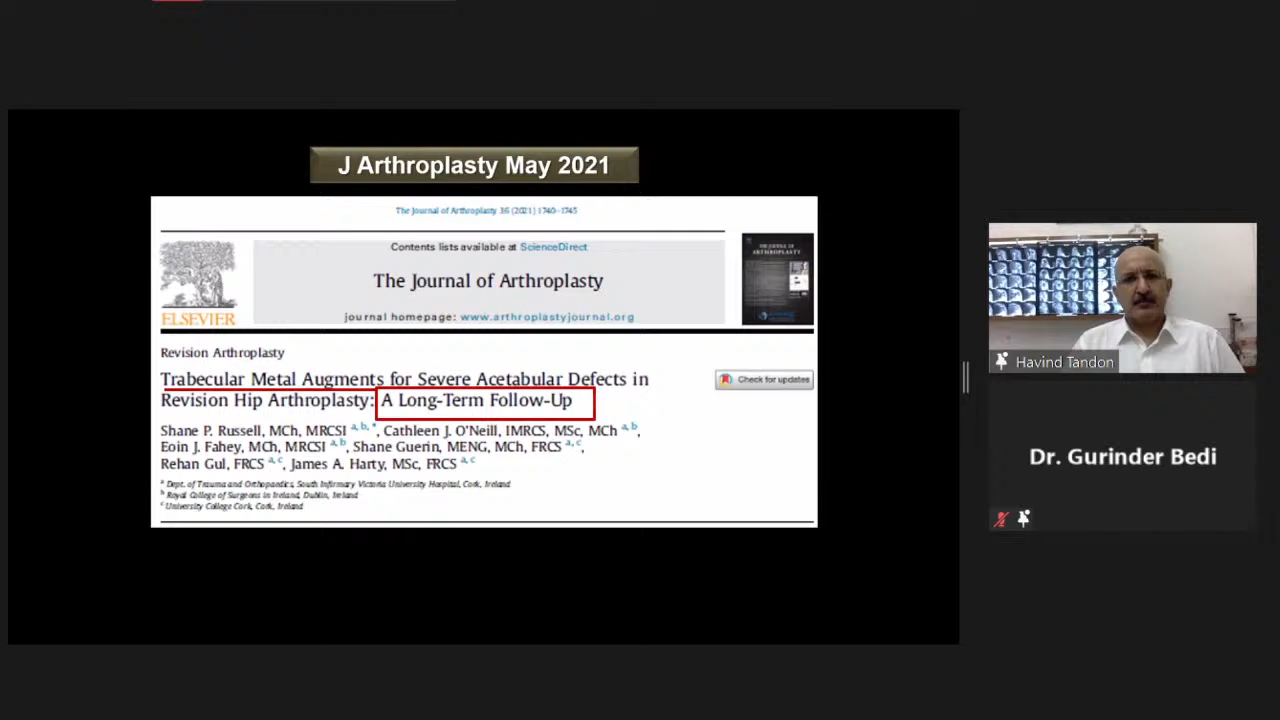 J Arthroplasty May 2021
The Journal of Arthroplasty 36 (2021) 1740–1745
Contents lists available at ScienceDirect
The Journal of Arthroplasty
journal homepage: www.arthroplastyjournal.org
ELSEVIER
THE JOURNAL OF
ARTHROPLASTY
Revision Arthroplasty
Trabecular Metal Augments for Severe Acetabular Defects in
Revision Hip Arthroplasty: A Long-Term Follow-Up
Check for updates
Shane P. Russell, MCh, MRCSI a, b, *, Cathleen J. O'Neill, IMRCS, MSc, MCh a, b,
Eoin J. Fahey, MCh, MRCSI a, b, Shane Guerin, MENG, MCh, FRCS a, c,
Rehan Gul, FRCS a, c, James A. Harty, MSc, FRCS a, c
a Dept. of Trauma and Orthopaedics, South Infirmary Victoria University Hospital, Cork, Ireland
b Royal College of Surgeons in Ireland, Dublin, Ireland
c University College Cork, Cork, Ireland
Havind Tandon
Dr. Gurinder Bedi